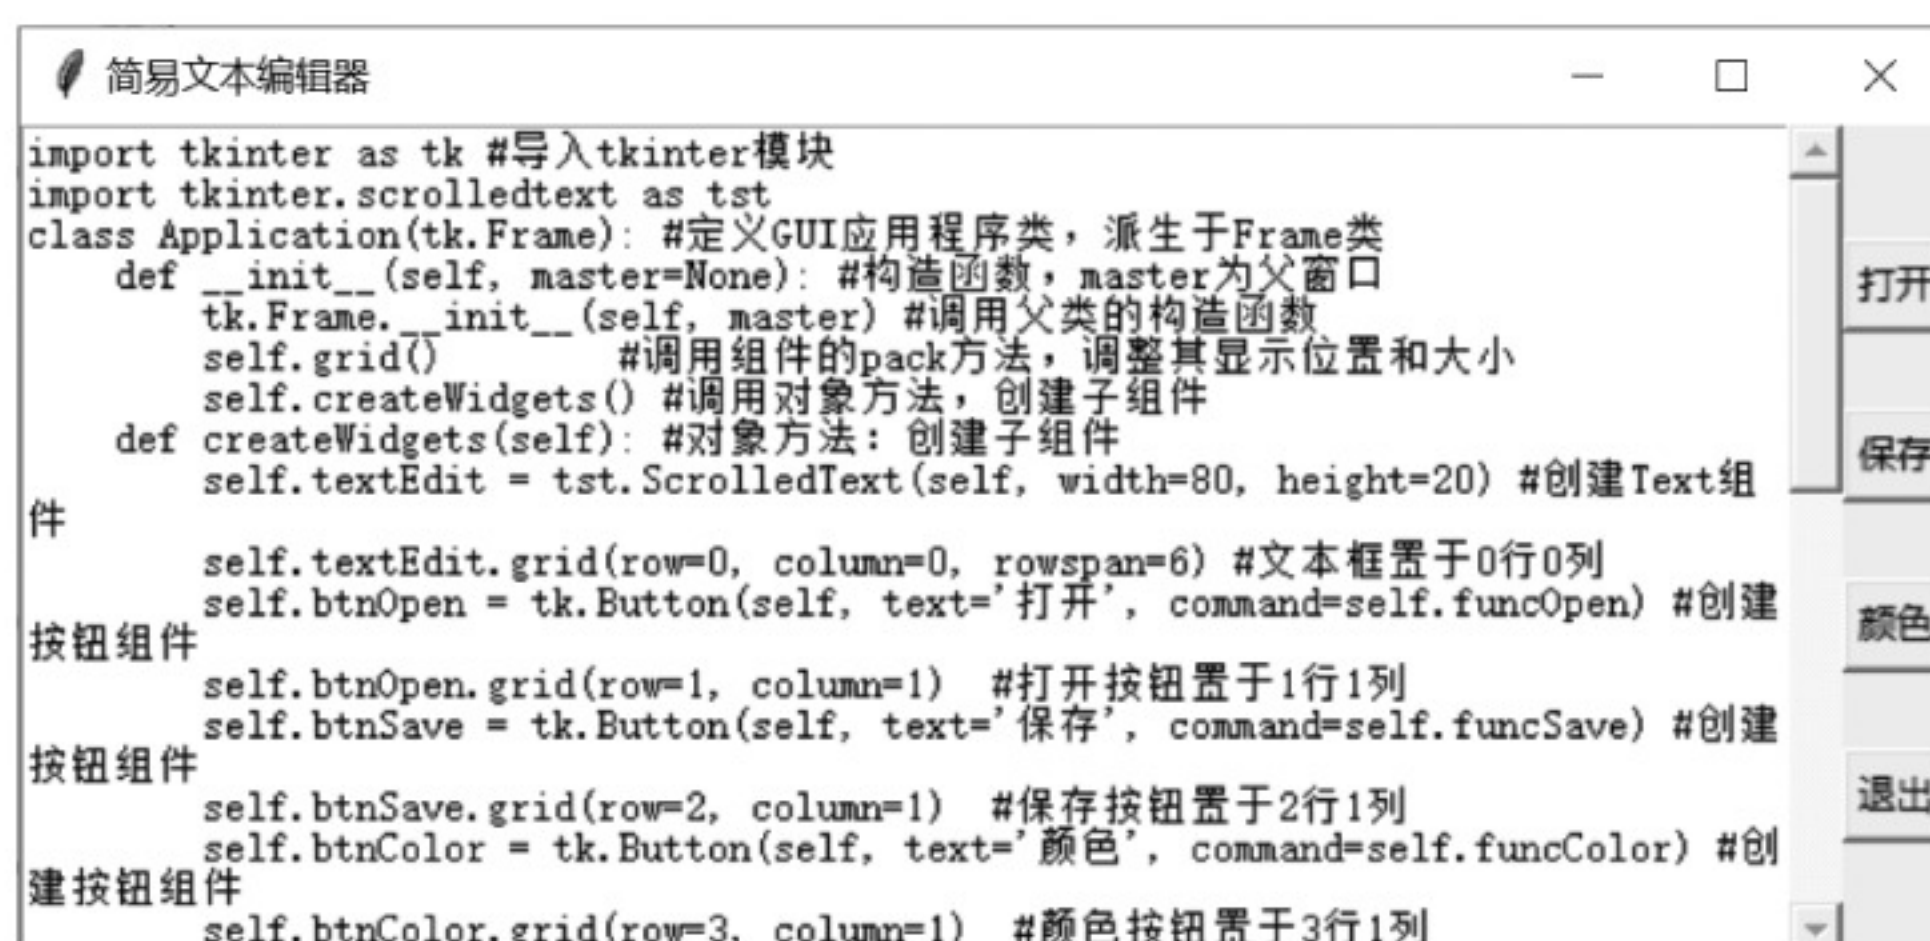 简易文本编辑器
import tkinter as tk #导入tkinter模块
import tkinter.scrolledtext as tst
class Application(tk.Frame): #定义GUI应用程序类，派生于Frame类
    def __init__(self, master=None): #构造函数，master为父窗口
        tk.Frame.__init__(self, master) #调用父类的构造函数
        self.grid()        #调用组件的pack方法，调整其显示位置和大小
        self.createWidgets() #调用对象方法，创建子组件
    def createWidgets(self): #对象方法：创建子组件
        self.textEdit = tst.ScrolledText(self, width=80, height=20) #创建Text组
件
        self.textEdit.grid(row=0, column=0, rowspan=6) #文本框置于0行0列
        self.btnOpen = tk.Button(self, text='打开', command=self.funcOpen) #创建
按钮组件
        self.btnOpen.grid(row=1, column=1)  #打开按钮置于1行1列
        self.btnSave = tk.Button(self, text='保存', command=self.funcSave) #创建
按钮组件
        self.btnSave.grid(row=2, column=1)  #保存按钮置于2行1列
        self.btnColor = tk.Button(self, text='颜色', command=self.funcColor) #创
建按钮组件
        self.btnColor.grid(row=3, column=1)  #颜色按钮置于3行1列
打开
保存
颜色
退出